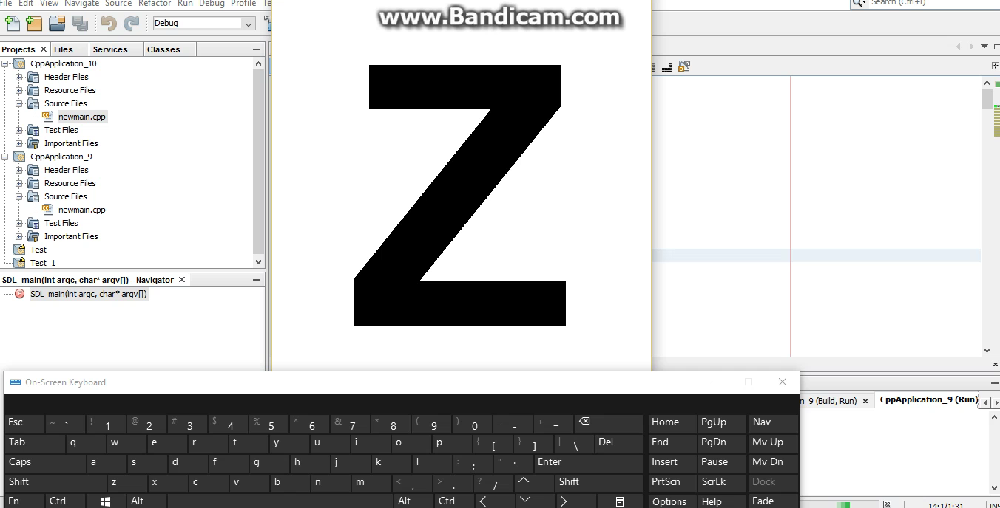 File Edit View Navigate Source Refactor Run Debug Profile
Search (Ctrl+I)
www.Bandicam.com
Debug
Projects Files Services Classes
CppApplication_10
Header Files
Resource Files
Source Files
newmain.cpp
Test Files
Important Files
CppApplication_9
Header Files
Resource Files
Source Files
newmain.cpp
Test Files
Important Files
Test
Test_1
Z
SDL_main(int argc, char* argv[]) - Navigator
SDL_main(int argc, char* argv[])
On-Screen Keyboard
n_9 (Build, Run) CppApplication_9 (Run)
Esc ~ ` ! 1 @ 2 # 3 $ 4 % 5 ^ 6 & 7 * 8 ( 9 ) 0 _ - + = Home PgUp Nav
Tab q w e r t y u i o p { [ } ] | \ Del End PgDn Mv Up
Caps a s d f g h j k l : ; " ' Enter Insert Pause Mv Dn
Shift z x c v b n m < , > . ? / Shift PrtScn ScrLk Dock
Fn Ctrl Alt Alt Ctrl Options Help Fade
14:1/1:31 INS